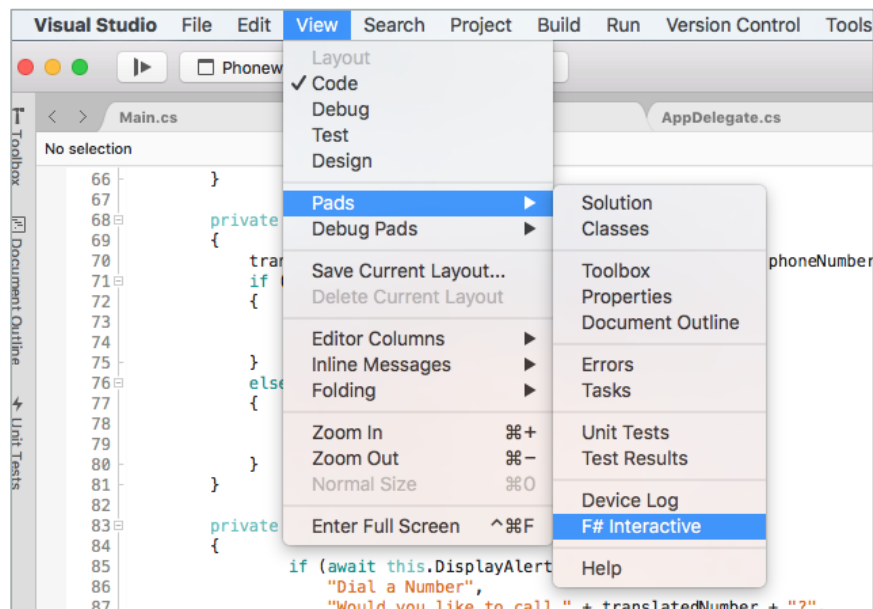 Visual Studio File Edit View Search Project Build Run Version Control Tools
Phonew
Layout
✓ Code
Debug
Test
Design
Pads
Debug Pads
Save Current Layout...
Delete Current Layout
Editor Columns
Inline Messages
Folding
Zoom In ⌘+
Zoom Out ⌘−
Normal Size ⌘0
Enter Full Screen ^⌘F
Solution
Classes
Toolbox
Properties
Document Outline
Errors
Tasks
Unit Tests
Test Results
Device Log
F# Interactive
Help
Toolbox
Document Outline
Unit Tests
< > Main.cs AppDelegate.cs
No selection
66 }
67
68 private
69 {
70 tran phoneNumber
71 if (
72 {
73
74
75 }
76 else
77 {
78
79
80 }
81 }
82
83 private
84 {
85 if (await this.DisplayAlert
86 "Dial a Number",
87 "Would you like to call " + translatedNumber + "?"